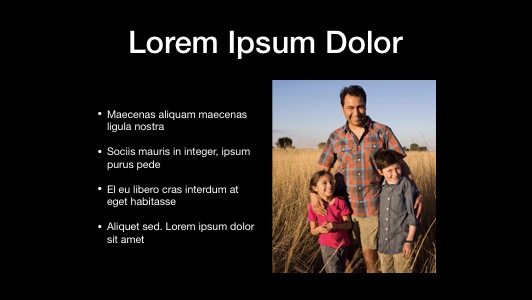 Lorem Ipsum Dolor
• Maecenas aliquam maecenas
ligula nostra
• Sociis mauris in integer, ipsum
purus pede
• El eu libero cras interdum at
eget habitasse
• Aliquet sed. Lorem ipsum dolor
sit amet